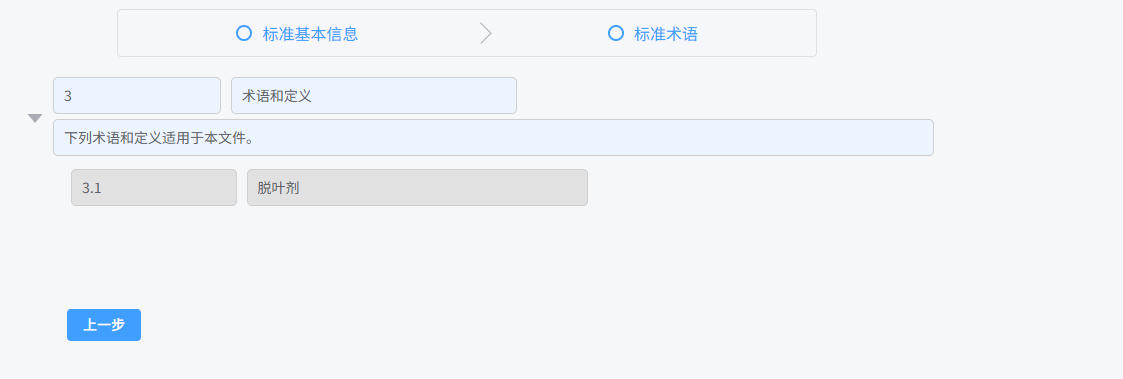 标准基本信息
标准术语
3
术语和定义
下列术语和定义适用于本文件。
3.1
脱叶剂
上一步